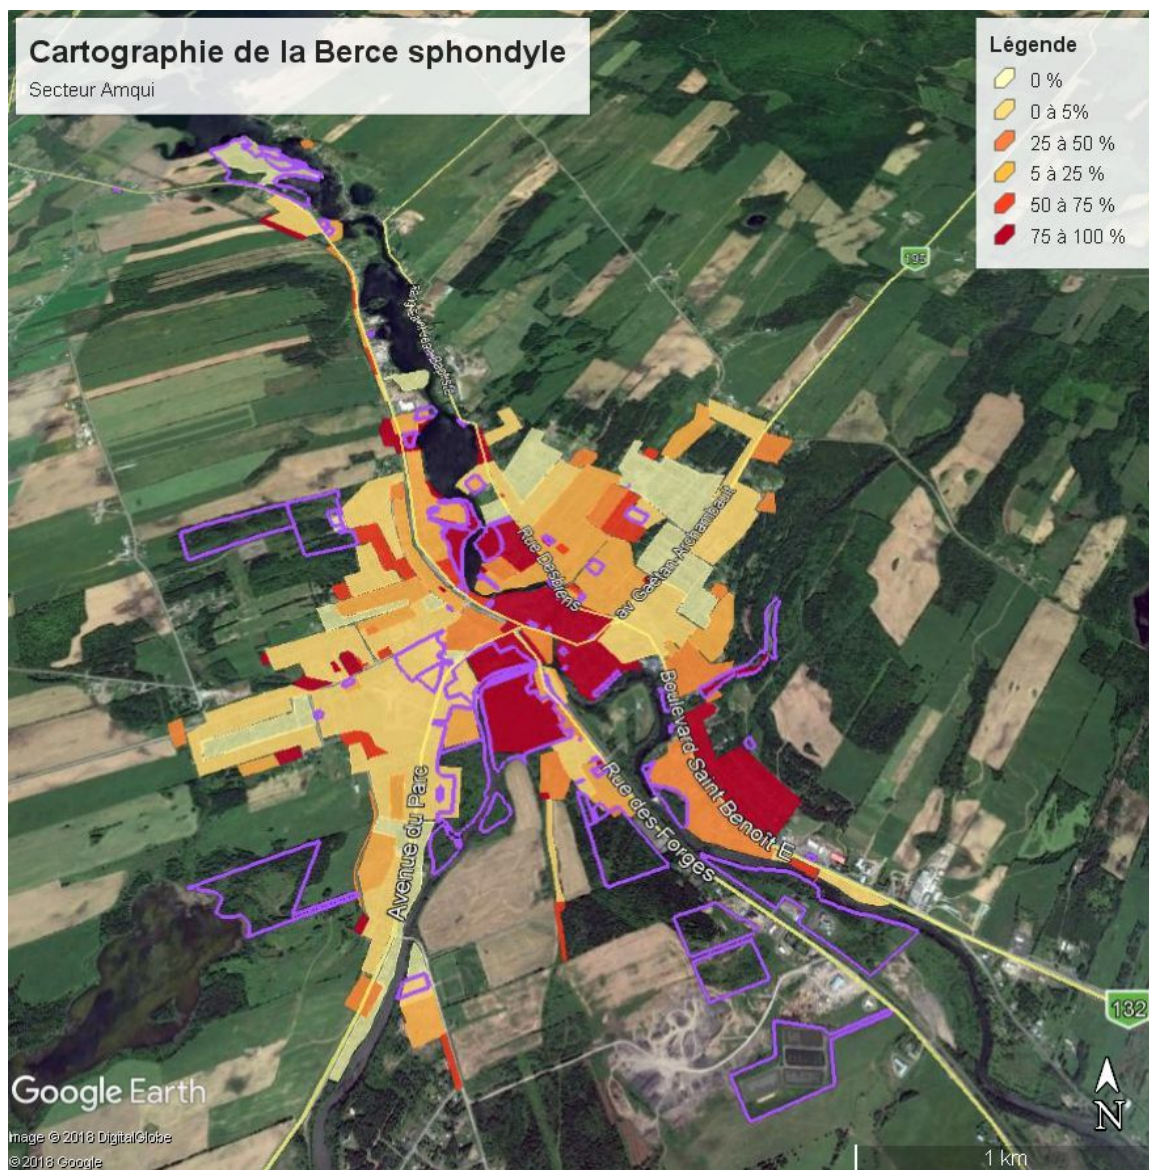 Cartographie de la Berce sphondyle
Secteur Amqui
Légende
0 %
0 à 5%
25 à 50 %
5 à 25 %
50 à 75 %
75 à 100 %
195
Rue Desbiens
av Gaétan-Archambault
Boulevard Saint-Benoit E
Rue des Forges
Avenue du Parc
132
Google Earth
N
Image © 2018 DigitalGlobe
© 2018 Google
1 km